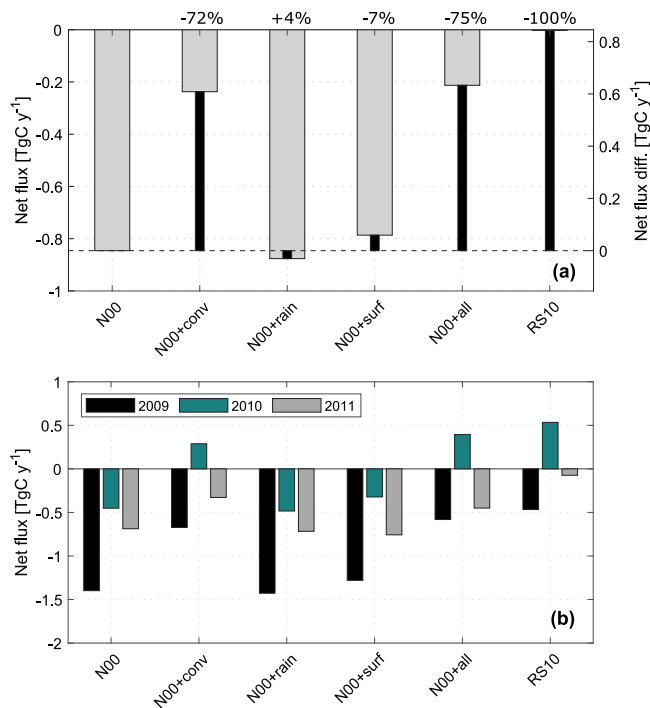 -72% +4% -7% -75% -100%
0 0.8
-0.2 0.6
-0.4 0.4
-0.6 0.2
-0.8 0
-1
Net flux [TgC y⁻¹]
Net flux diff. [TgC y⁻¹]
(a)
N00 N00+conv N00+rain N00+surf N00+all RS10
1
0.5
0
-0.5
-1
-1.5
-2
Net flux [TgC y⁻¹]
2009 2010 2011
(b)
N00 N00+conv N00+rain N00+surf N00+all RS10